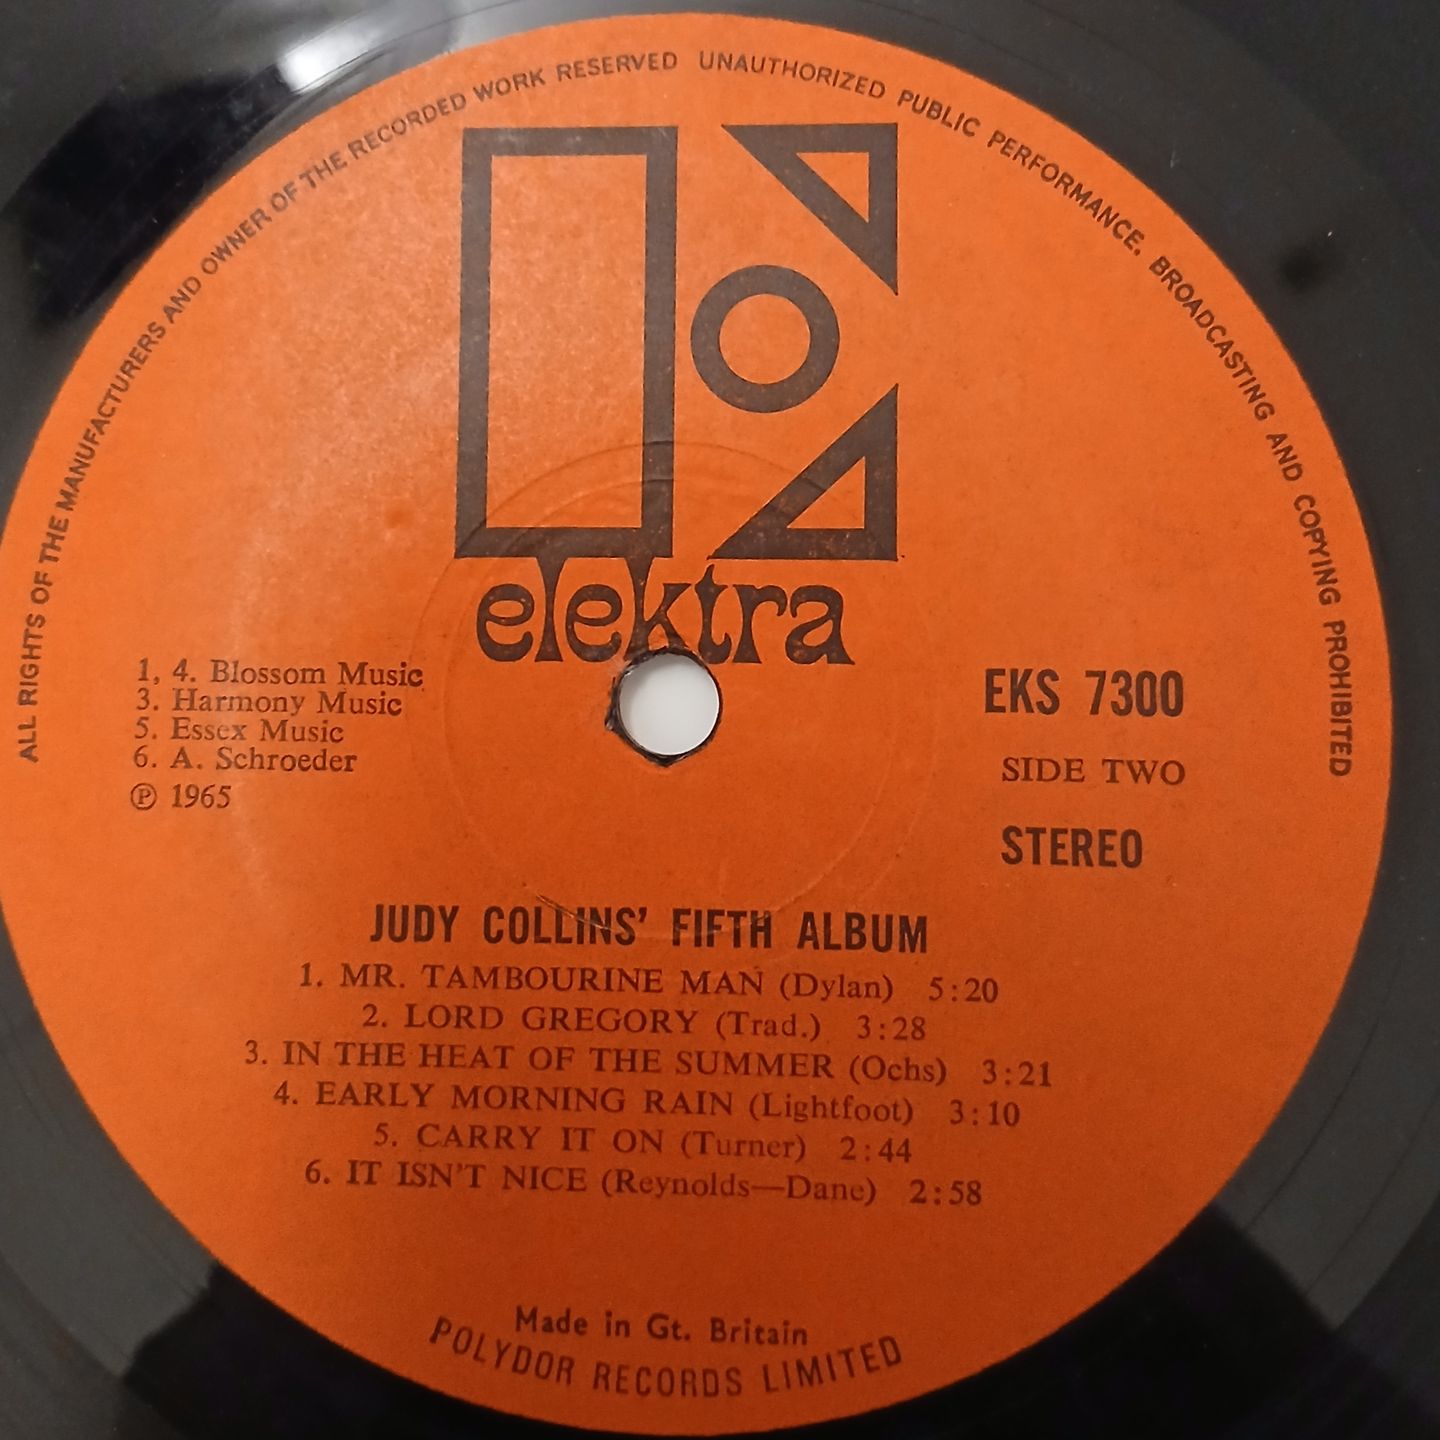 ALL RIGHTS OF THE MANUFACTURERS AND OWNER OF THE RECORDED WORK RESERVED UNAUTHORIZED PUBLIC PERFORMANCE, BROADCASTING AND COPYING PROHIBITED
elektra
1, 4. Blossom Music
3. Harmony Music
5. Essex Music
6. A. Schroeder
℗ 1965
EKS 7300
SIDE TWO
STEREO
JUDY COLLINS' FIFTH ALBUM
1. MR. TAMBOURINE MAN (Dylan) 5:20
2. LORD GREGORY (Trad.) 3:28
3. IN THE HEAT OF THE SUMMER (Ochs) 3:21
4. EARLY MORNING RAIN (Lightfoot) 3:10
5. CARRY IT ON (Turner) 2:44
6. IT ISN'T NICE (Reynolds—Dane) 2:58
Made in Gt. Britain
POLYDOR RECORDS LIMITED